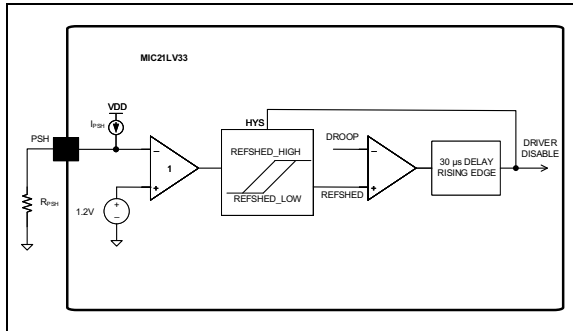 MIC21LV33
VDD
IPSH
PSH
HYS
DROOP
DRIVER
DISABLE
REFSHED_HIGH
1
30 µs DELAY
RISING EDGE
REFSHED_LOW
REFSHED
RPSH
1.2V